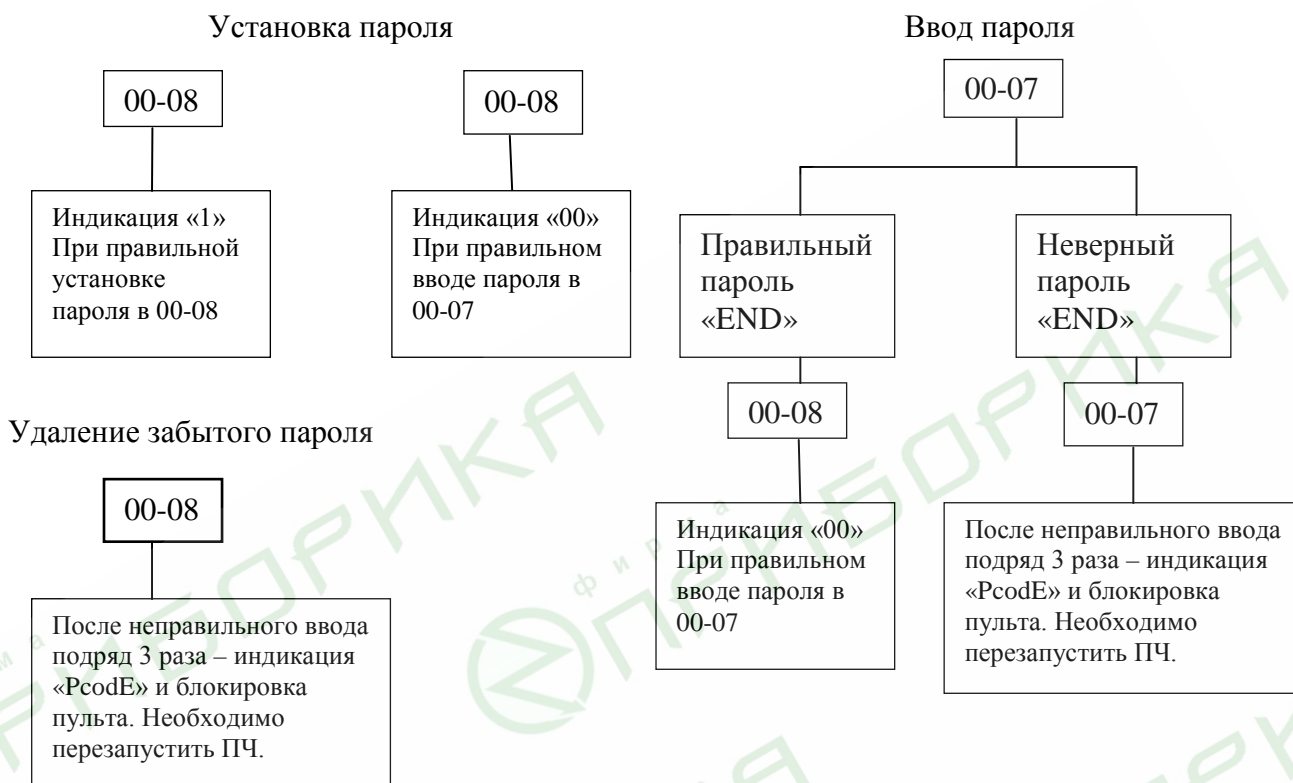 Установка пароля
00-08
Индикация «1»
При правильной
установке
пароля в 00-08
00-08
Индикация «00»
При правильном
вводе пароля в
00-07
Удаление забытого пароля
00-08
После неправильного ввода
подряд 3 раза – индикация
«PcodE» и блокировка
пульта. Необходимо
перезапустить ПЧ.
Ввод пароля
00-07
Правильный
пароль
«END»
00-08
Индикация «00»
При правильном
вводе пароля в
00-07
Неверный
пароль
«END»
00-07
После неправильного ввода
подряд 3 раза – индикация
«PcodE» и блокировка
пульта. Необходимо
перезапустить ПЧ.
фирма
ПРИБОРИКА